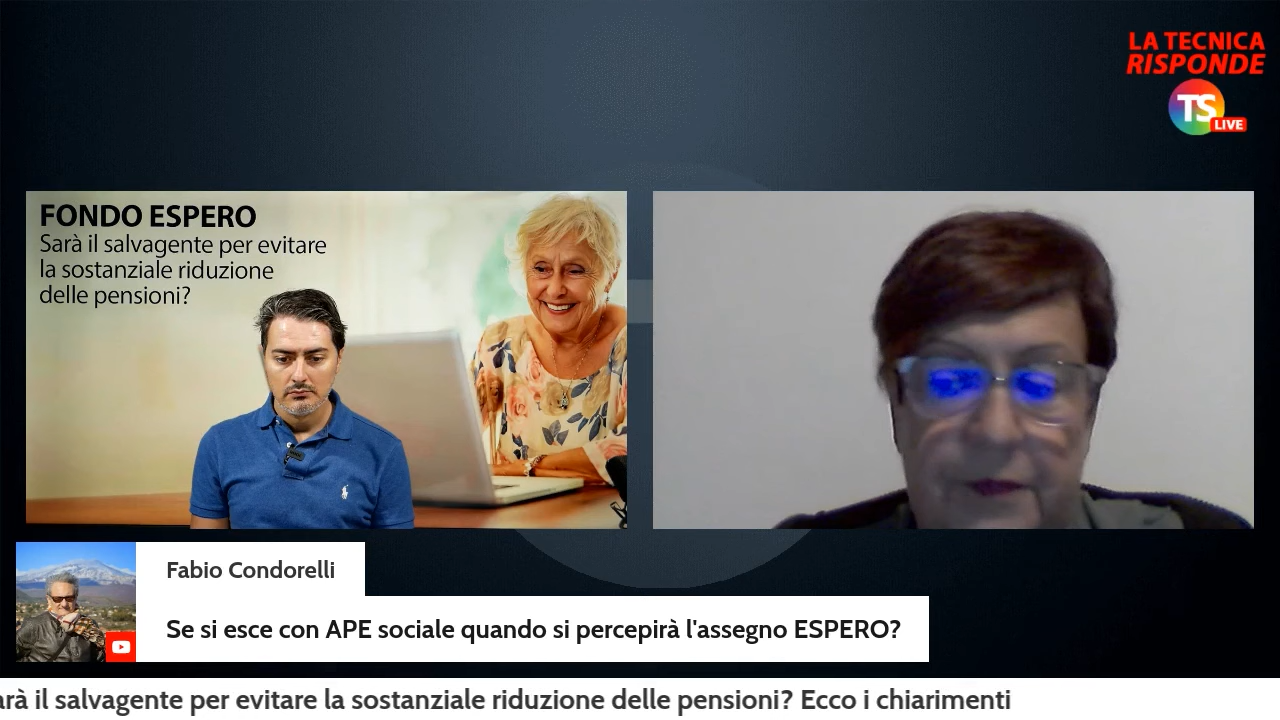 LA TECNICA
RISPONDE
TS
LIVE
FONDO ESPERO
Sarà il salvagente per evitare
la sostanziale riduzione
delle pensioni?
Fabio Condorelli
Se si esce con APE sociale quando si percepirà l'assegno ESPERO?
arà il salvagente per evitare la sostanziale riduzione delle pensioni? Ecco i chiarimenti